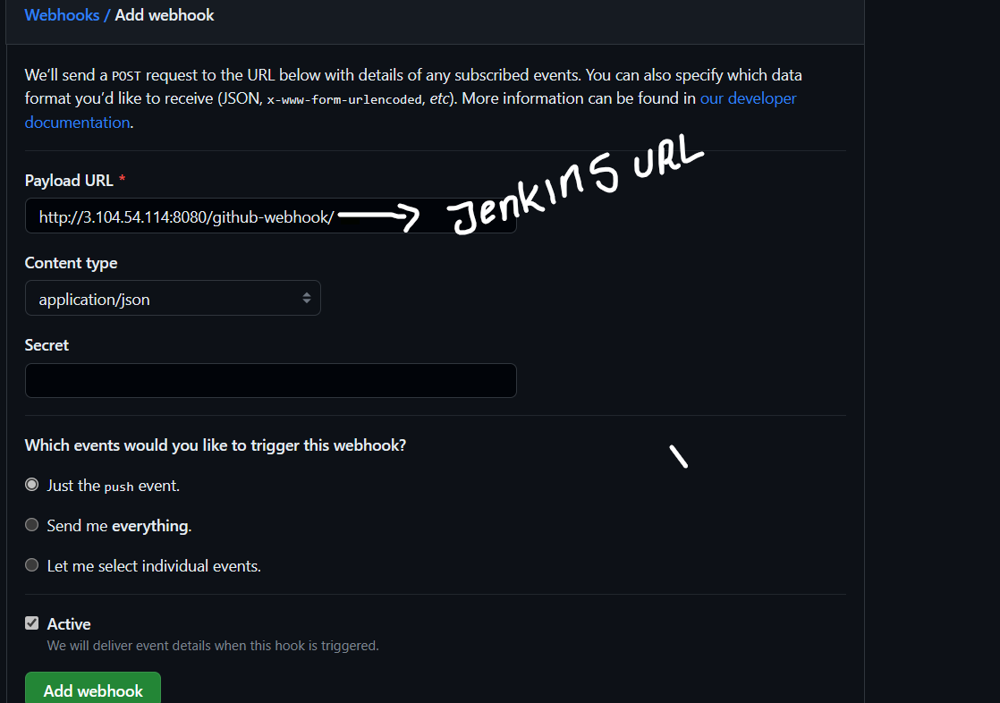 Webhooks / Add webhook
We'll send a POST request to the URL below with details of any subscribed events. You can also specify which data
format you'd like to receive (JSON, x-www-form-urlencoded, etc). More information can be found in our developer
documentation.
Payload URL *
http://3.104.54.114:8080/github-webhook/
Jenkins URL
Content type
application/json
Secret
Which events would you like to trigger this webhook?
Just the push event.
Send me everything.
Let me select individual events.
Active
We will deliver event details when this hook is triggered.
Add webhook